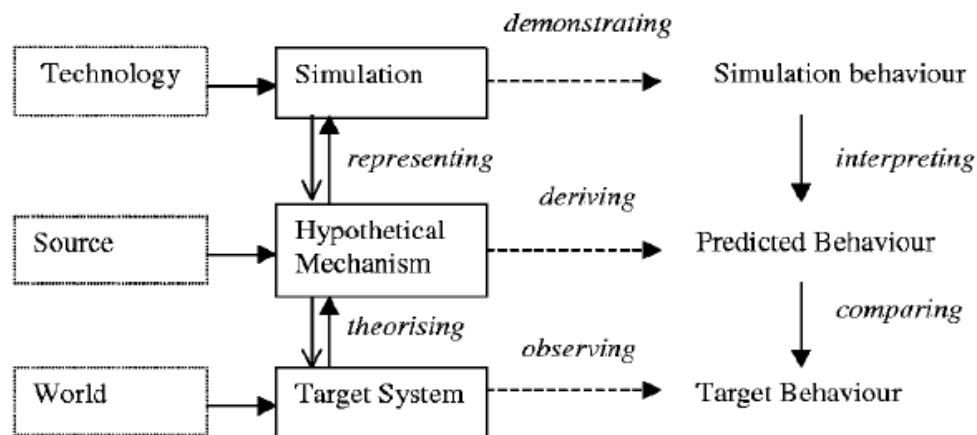 demonstrating
Technology
Simulation
Simulation behaviour
representing
interpreting
deriving
Source
Hypothetical
Mechanism
Predicted Behaviour
theorising
comparing
observing
World
Target System
Target Behaviour